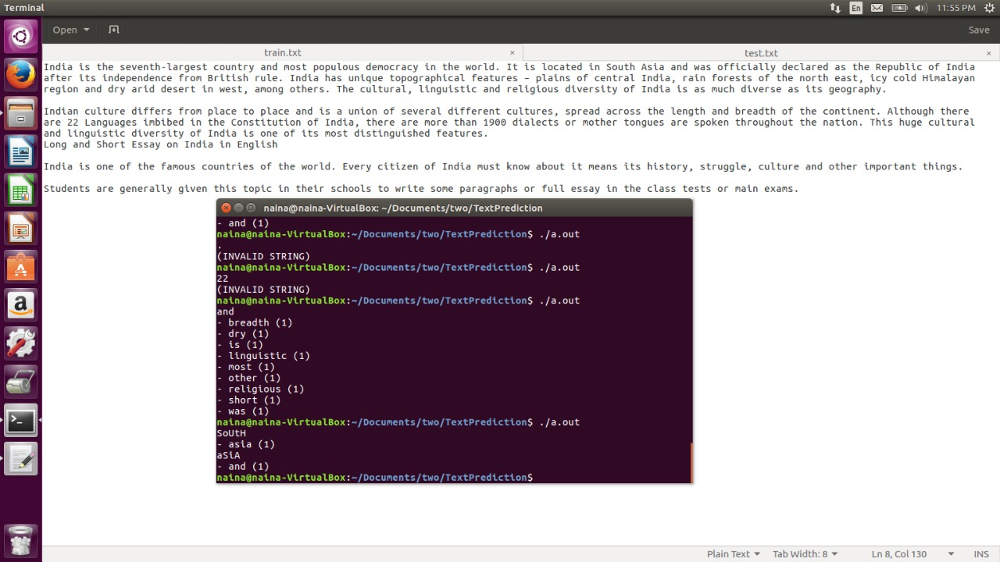 Terminal
En
11:55 PM
Open
Save
train.txt
test.txt
India is the seventh-largest country and most populous democracy in the world. It is located in South Asia and was officially declared as the Republic of India
after its independence from British rule. India has unique topographical features – plains of central India, rain forests of the north east, icy cold Himalayan
region and dry arid desert in west, among others. The cultural, linguistic and religious diversity of India is as much diverse as its geography.
Indian culture differs from place to place and is a union of several different cultures, spread across the length and breadth of the continent. Although there
are 22 Languages imbibed in the Constitution of India, there are more than 1900 dialects or mother tongues are spoken throughout the nation. This huge cultural
and linguistic diversity of India is one of its most distinguished features.
Long and Short Essay on India in English
India is one of the famous countries of the world. Every citizen of India must know about it means its history, struggle, culture and other important things.
Students are generally given this topic in their schools to write some paragraphs or full essay in the class tests or main exams.
naina@naina-VirtualBox: ~/Documents/two/TextPrediction
- and (1)
naina@naina-VirtualBox:~/Documents/two/TextPrediction$ ./a.out
.
(INVALID STRING)
naina@naina-VirtualBox:~/Documents/two/TextPrediction$ ./a.out
22
(INVALID STRING)
naina@naina-VirtualBox:~/Documents/two/TextPrediction$ ./a.out
and
- breadth (1)
- dry (1)
- is (1)
- linguistic (1)
- most (1)
- other (1)
- religious (1)
- short (1)
- was (1)
naina@naina-VirtualBox:~/Documents/two/TextPrediction$ ./a.out
SoUtH
- asia (1)
aSiA
- and (1)
naina@naina-VirtualBox:~/Documents/two/TextPrediction$
Plain Text
Tab Width: 8
Ln 8, Col 130
INS